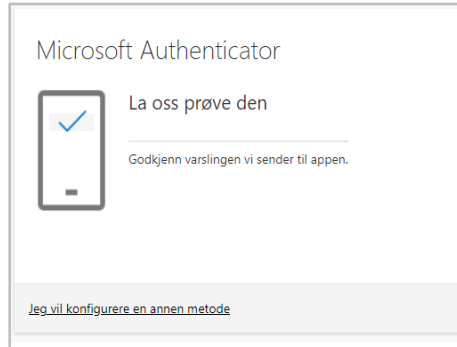 Microsoft Authenticator
La oss prøve den
Godkjenn varslingen vi sender til appen.
Jeg vil konfigurere en annen metode